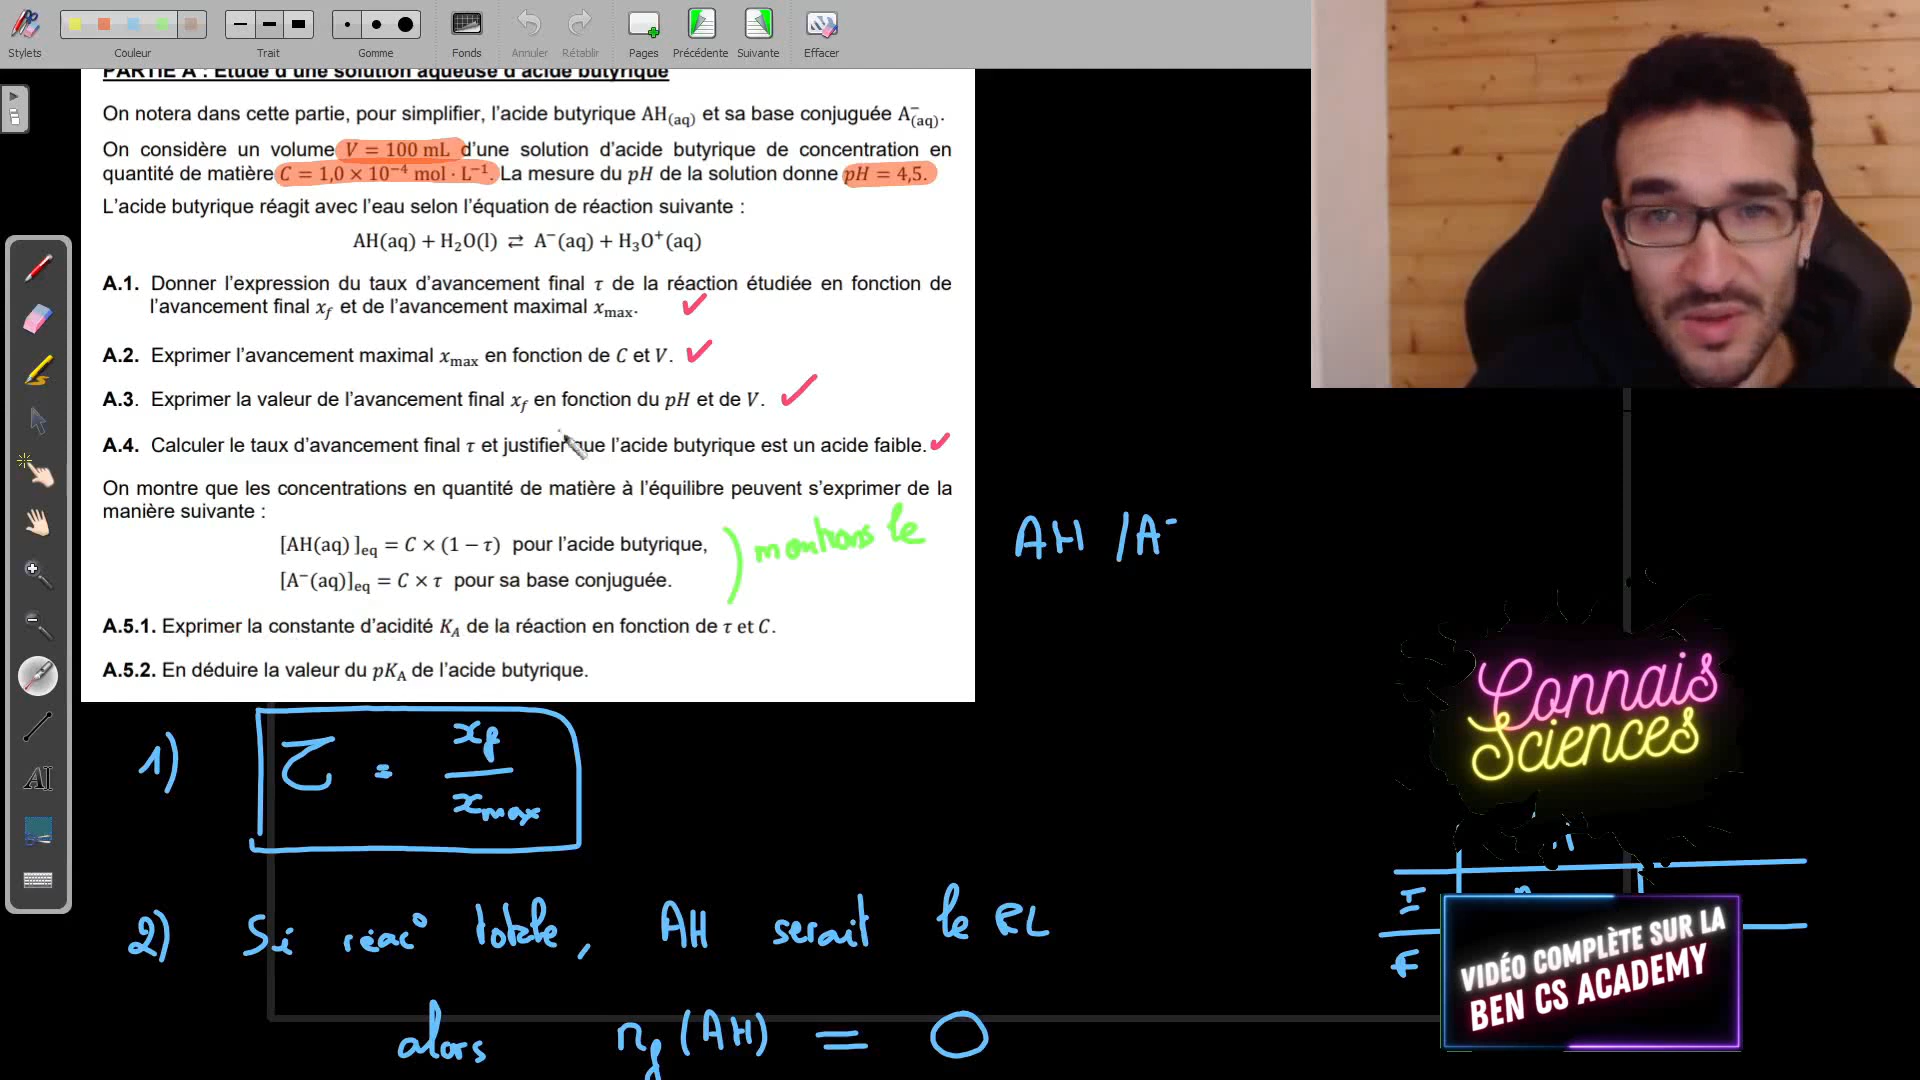 Stylets
Couleur
Trait
Gomme
Fonds
Annuler
Rétablir
Pages
Précédente
Suivante
Effacer
PARTIE A : Étude d'une solution aqueuse d'acide butyrique
On notera dans cette partie, pour simplifier, l'acide butyrique AH(aq) et sa base conjuguée A⁻(aq).
On considère un volume V = 100 mL d'une solution d'acide butyrique de concentration en
quantité de matière C = 1,0 × 10⁻⁴ mol · L⁻¹. La mesure du pH de la solution donne pH = 4,5.
L'acide butyrique réagit avec l'eau selon l'équation de réaction suivante :
AH(aq) + H₂O(l) ⇄ A⁻(aq) + H₃O⁺(aq)
A.1. Donner l'expression du taux d'avancement final τ de la réaction étudiée en fonction de
l'avancement final x_f et de l'avancement maximal x_max. ✓
A.2. Exprimer l'avancement maximal x_max en fonction de C et V. ✓
A.3. Exprimer la valeur de l'avancement final x_f en fonction du pH et de V. ✓
A.4. Calculer le taux d'avancement final τ et justifier que l'acide butyrique est un acide faible. ✓
On montre que les concentrations en quantité de matière à l'équilibre peuvent s'exprimer de la
manière suivante :
[AH(aq) ]eq = C × (1 − τ) pour l'acide butyrique,
[A⁻(aq)]eq = C × τ pour sa base conjuguée.
) montrons le
AH /A⁻
A.5.1. Exprimer la constante d'acidité K_A de la réaction en fonction de τ et C.
A.5.2. En déduire la valeur du pK_A de l'acide butyrique.
Connais
Sciences
1) τ = x_f / x_max
2) Si réac° totale, AH serait le RL
alors n_f (AH) = 0
I
F
VIDÉO COMPLÈTE SUR LA
BEN CS ACADEMY